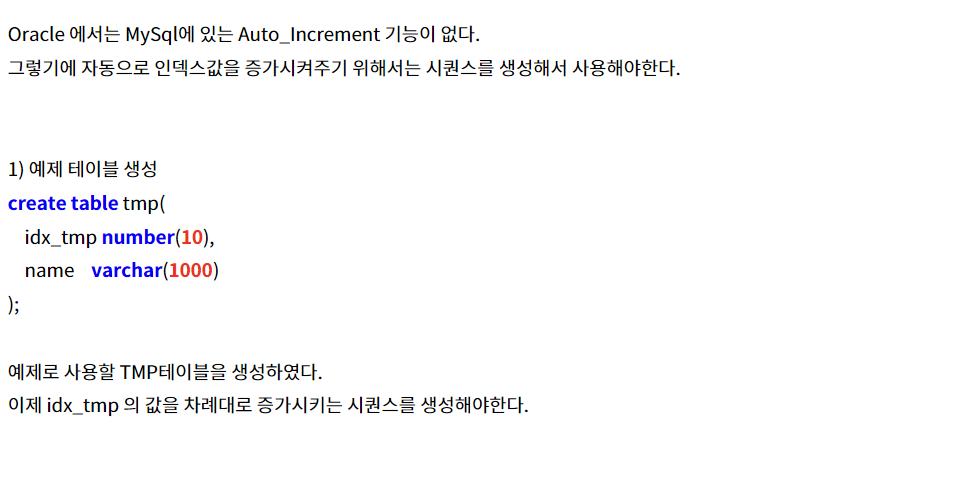 Oracle 에서는 MySql에 있는 Auto_Increment 기능이 없다.
그렇기에 자동으로 인덱스값을 증가시켜주기 위해서는 시퀀스를 생성해서 사용해야한다.
1) 예제 테이블 생성
create table tmp(
idx_tmp number(10),
name varchar(1000)
);
예제로 사용할 TMP테이블을 생성하였다.
이제 idx_tmp 의 값을 차례대로 증가시키는 시퀀스를 생성해야한다.